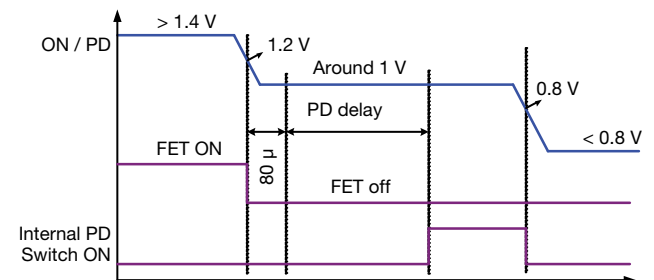 > 1.4 V
ON / PD
1.2 V
Around 1 V
0.8 V
PD delay
< 0.8 V
FET ON
80 µ
FET off
Internal PD
Switch ON